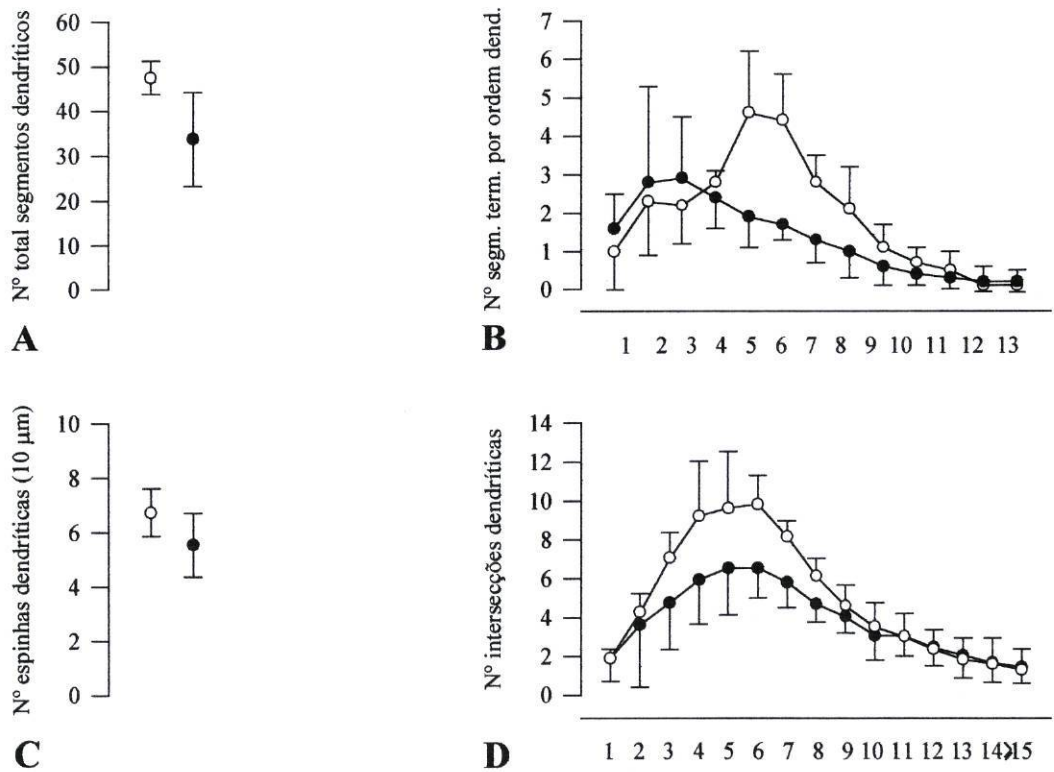 Nº total segmentos dendríticos
60
50
40
30
20
10
0
A
Nº segm. term. por ordem dend.
7
6
5
4
3
2
1
0
1 2 3 4 5 6 7 8 9 10 11 12 13
B
Nº espinhas dendríticas (10 µm)
10
8
6
4
2
0
C
Nº intersecções dendríticas
14
12
10
8
6
4
2
0
1 2 3 4 5 6 7 8 9 10 11 12 13 14 >15
D